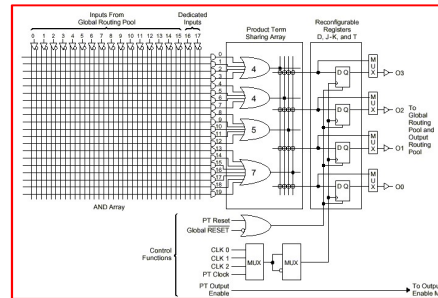 Inputs From
Global Routing Pool
Dedicated
Inputs
0 1 2 3 4 5 6 7 8 9 10 11 12 13 14 15 16 17
Product Term
Sharing Array
Reconfigurable
Registers
D, J-K, and T
0
1
2
3
4
5
6
7
8
9
10
11
12
13
14
15
16
17
18
19
4
4
5
7
D Q
D Q
D Q
D Q
MUX
MUX
MUX
MUX
O3
O2
O1
O0
To
Global
Routing
Pool and
Output
Routing
Pool
AND Array
Control
Functions
PT Reset
Global RESET
CLK 0
CLK 1
CLK 2
PT Clock
MUX
MUX
PT Output
Enable
To Output
Enable M